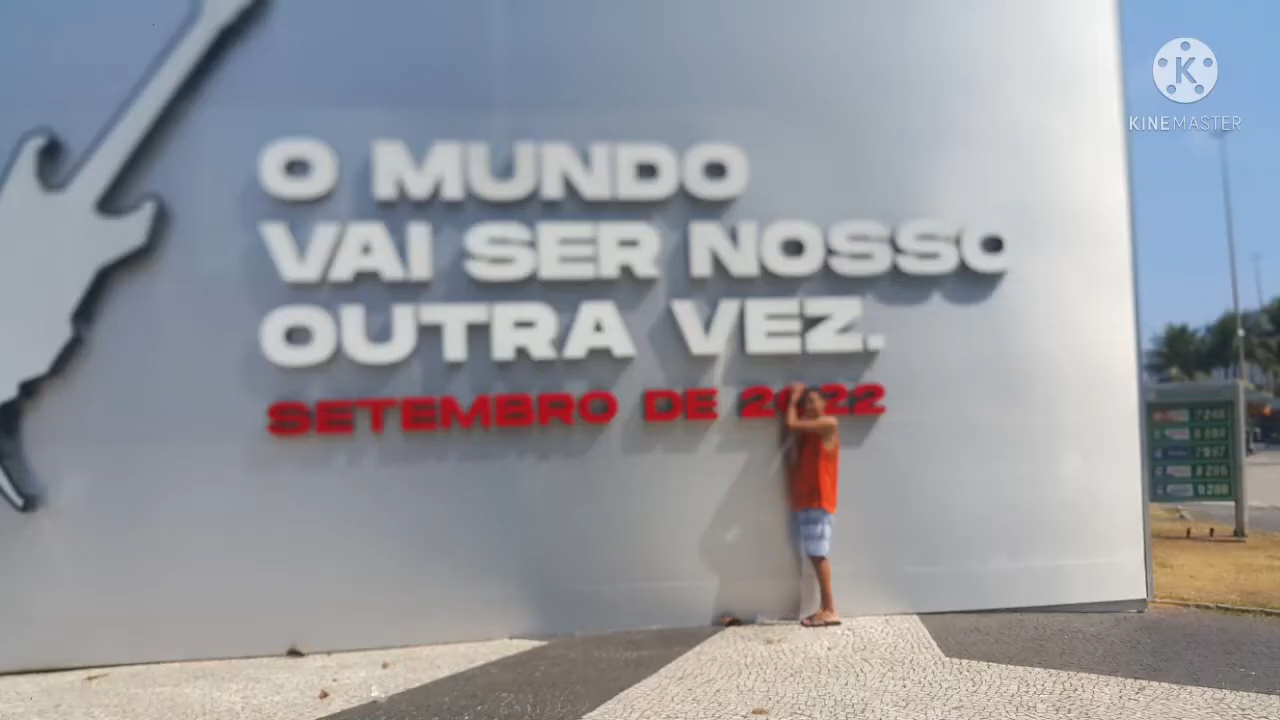 O MUNDO
VAI SER NOSSO
OUTRA VEZ.
SETEMBRO DE 2022
K
KINEMASTER